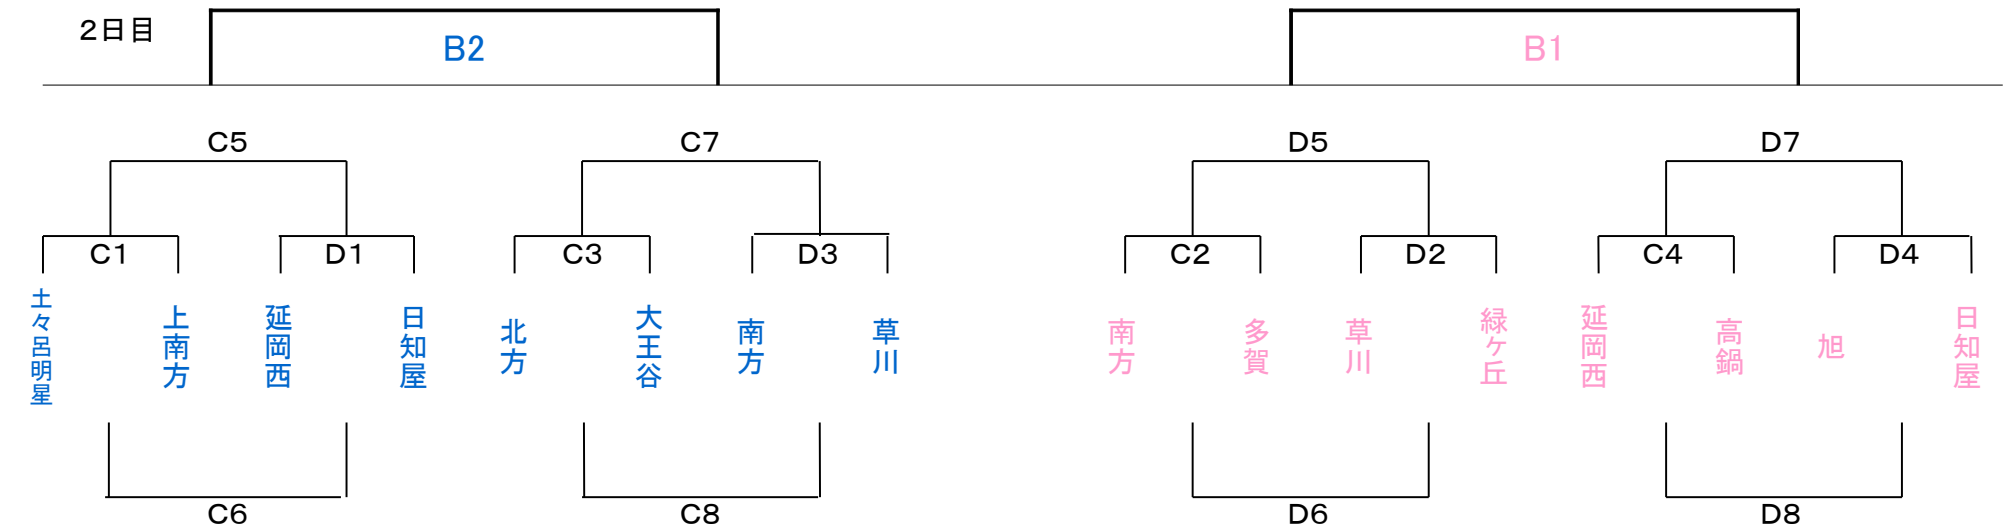 ２日目
B2
B1
C5
C7
D5
D7
C1
D1
C3
D3
C2
D2
C4
D4
土々呂明星
上南方
延岡西
日知屋
北方
大王谷
南方
草川
南方
多賀
草川
緑ケ丘
延岡西
高鍋
旭
日知屋
C6
C8
D6
D8